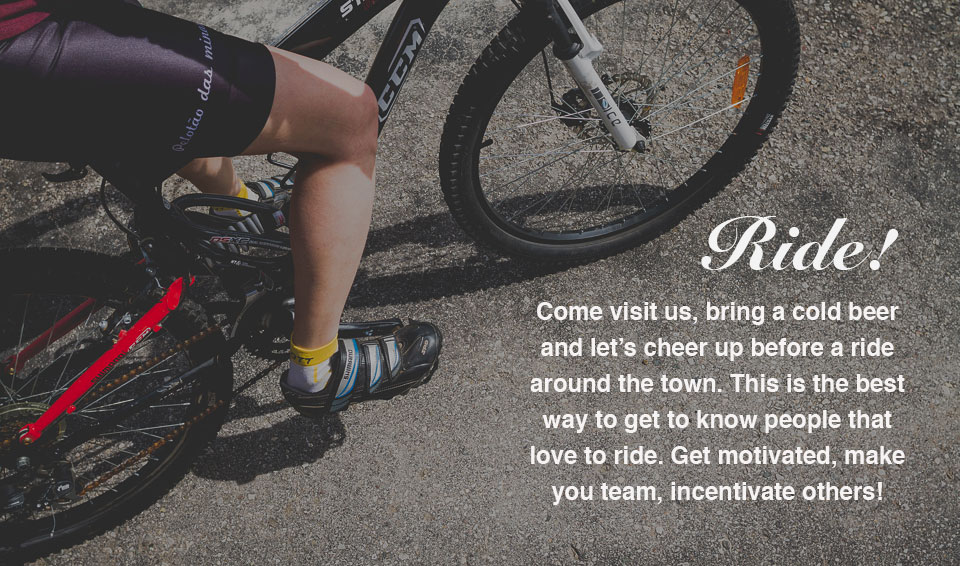 Pelotão das minas
CCM
Ride!
Come visit us, bring a cold beer
and let’s cheer up before a ride
around the town. This is the best
way to get to know people that
love to ride. Get motivated, make
you team, incentivate others!